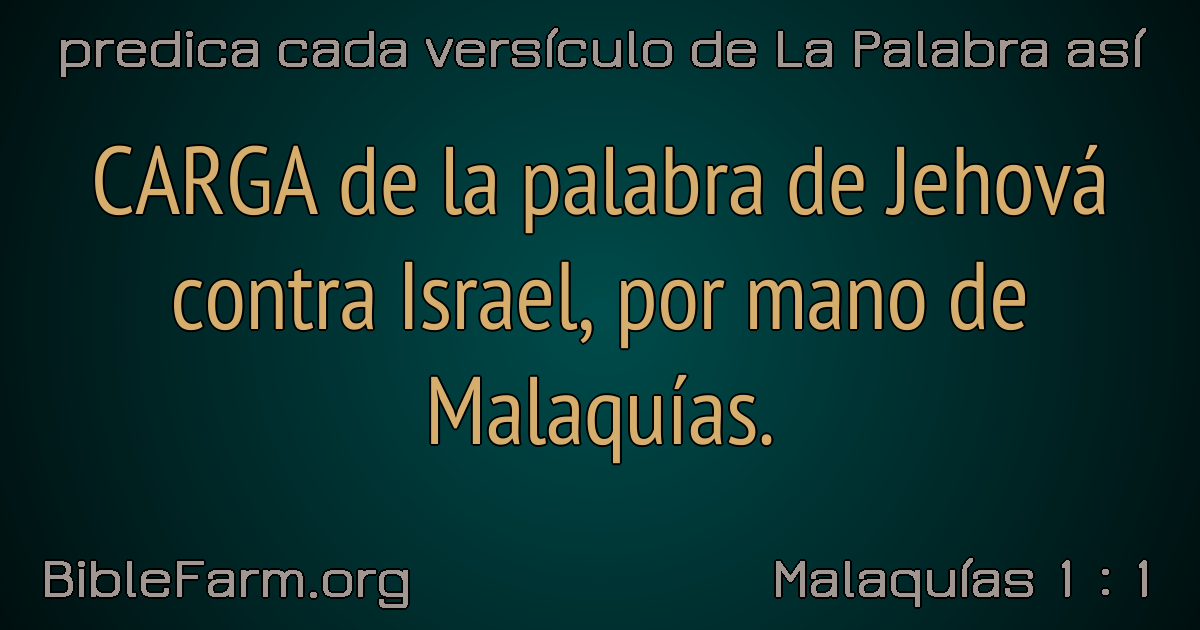 predica cada versículo de La Palabra así
CARGA de la palabra de Jehová
contra Israel, por mano de
Malaquías.
BibleFarm.org
Malaquías 1 : 1